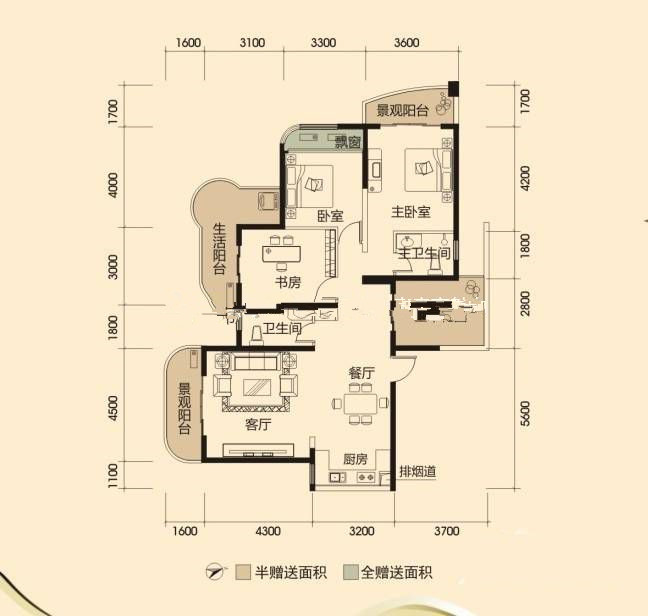 1600 3100 3300 3600
1700
4000
3000
1800
4500
1100
1700
4200
1800
2800
5600
景观阳台
飘窗
卧室
主卧室
生活阳台
主卫生间
书房
卫生间
餐厅
景观阳台
客厅
厨房
排烟道
1600 4300 3200 3700
半赠送面积 全赠送面积